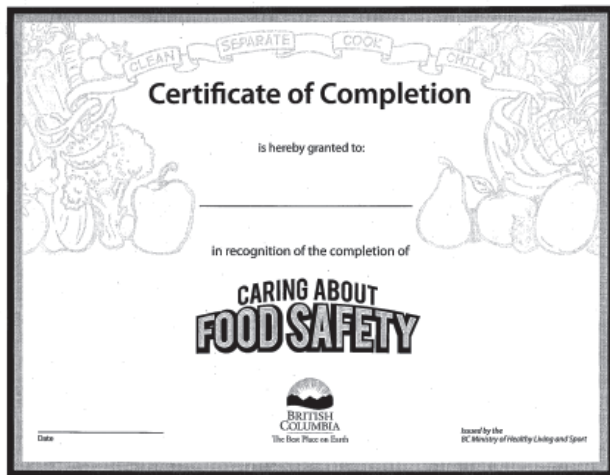 CLEAN SEPARATE COOK CHILL
Certificate of Completion
is hereby granted to:
in recognition of the completion of
CARING ABOUT
FOOD SAFETY
BRITISH
COLUMBIA
The Best Place on Earth
Date
Issued by the
BC Ministry of Healthy Living and Sport